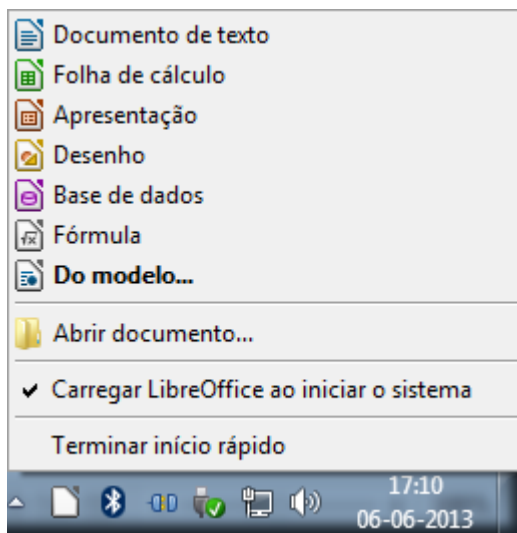 Documento de texto
Folha de cálculo
Apresentação
Desenho
Base de dados
Fórmula
Do modelo...
Abrir documento...
Carregar LibreOffice ao iniciar o sistema
Terminar início rápido
17:10
06-06-2013